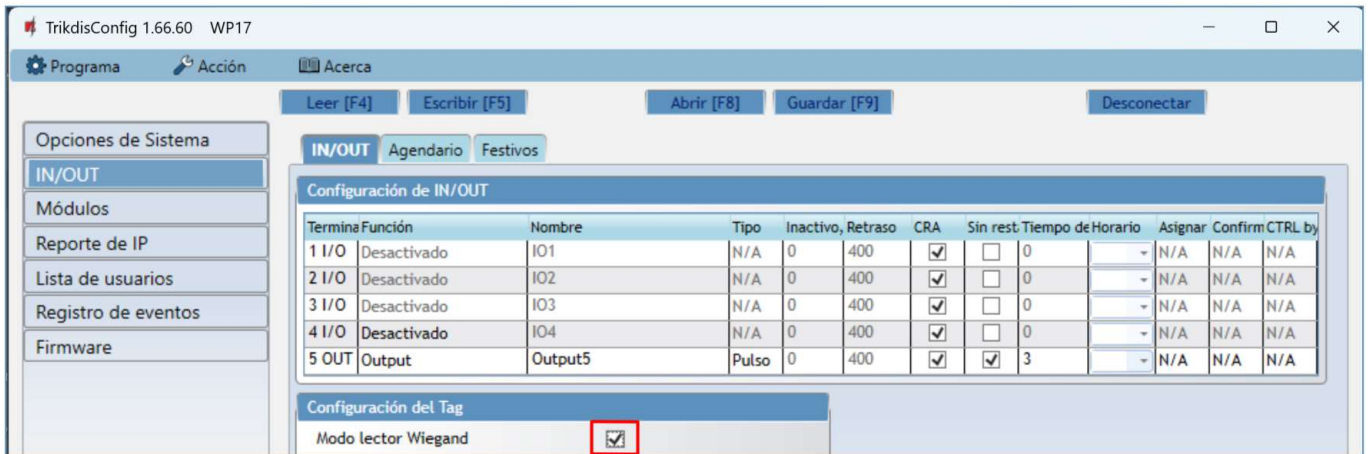 TrikdisConfig 1.66.60 WP17
Programa Acción Acerca
Leer [F4] Escribir [F5] Abrir [F8] Guardar [F9] Desconectar
Opciones de Sistema
IN/OUT
Módulos
Reporte de IP
Lista de usuarios
Registro de eventos
Firmware
IN/OUT Agendario Festivos
Configuración de IN/OUT
Termina Función Nombre Tipo Inactivo, Retraso CRA Sin rest. Tiempo de Horario Asignar Confirm CTRL by
1 I/O Desactivado IO1 N/A 0 400 0 N/A N/A N/A
2 I/O Desactivado IO2 N/A 0 400 0 N/A N/A N/A
3 I/O Desactivado IO3 N/A 0 400 0 N/A N/A N/A
4 I/O Desactivado IO4 N/A 0 400 0 N/A N/A N/A
5 OUT Output Output5 Pulso 0 400 3 N/A N/A N/A
Configuración del Tag
Modo lector Wiegand